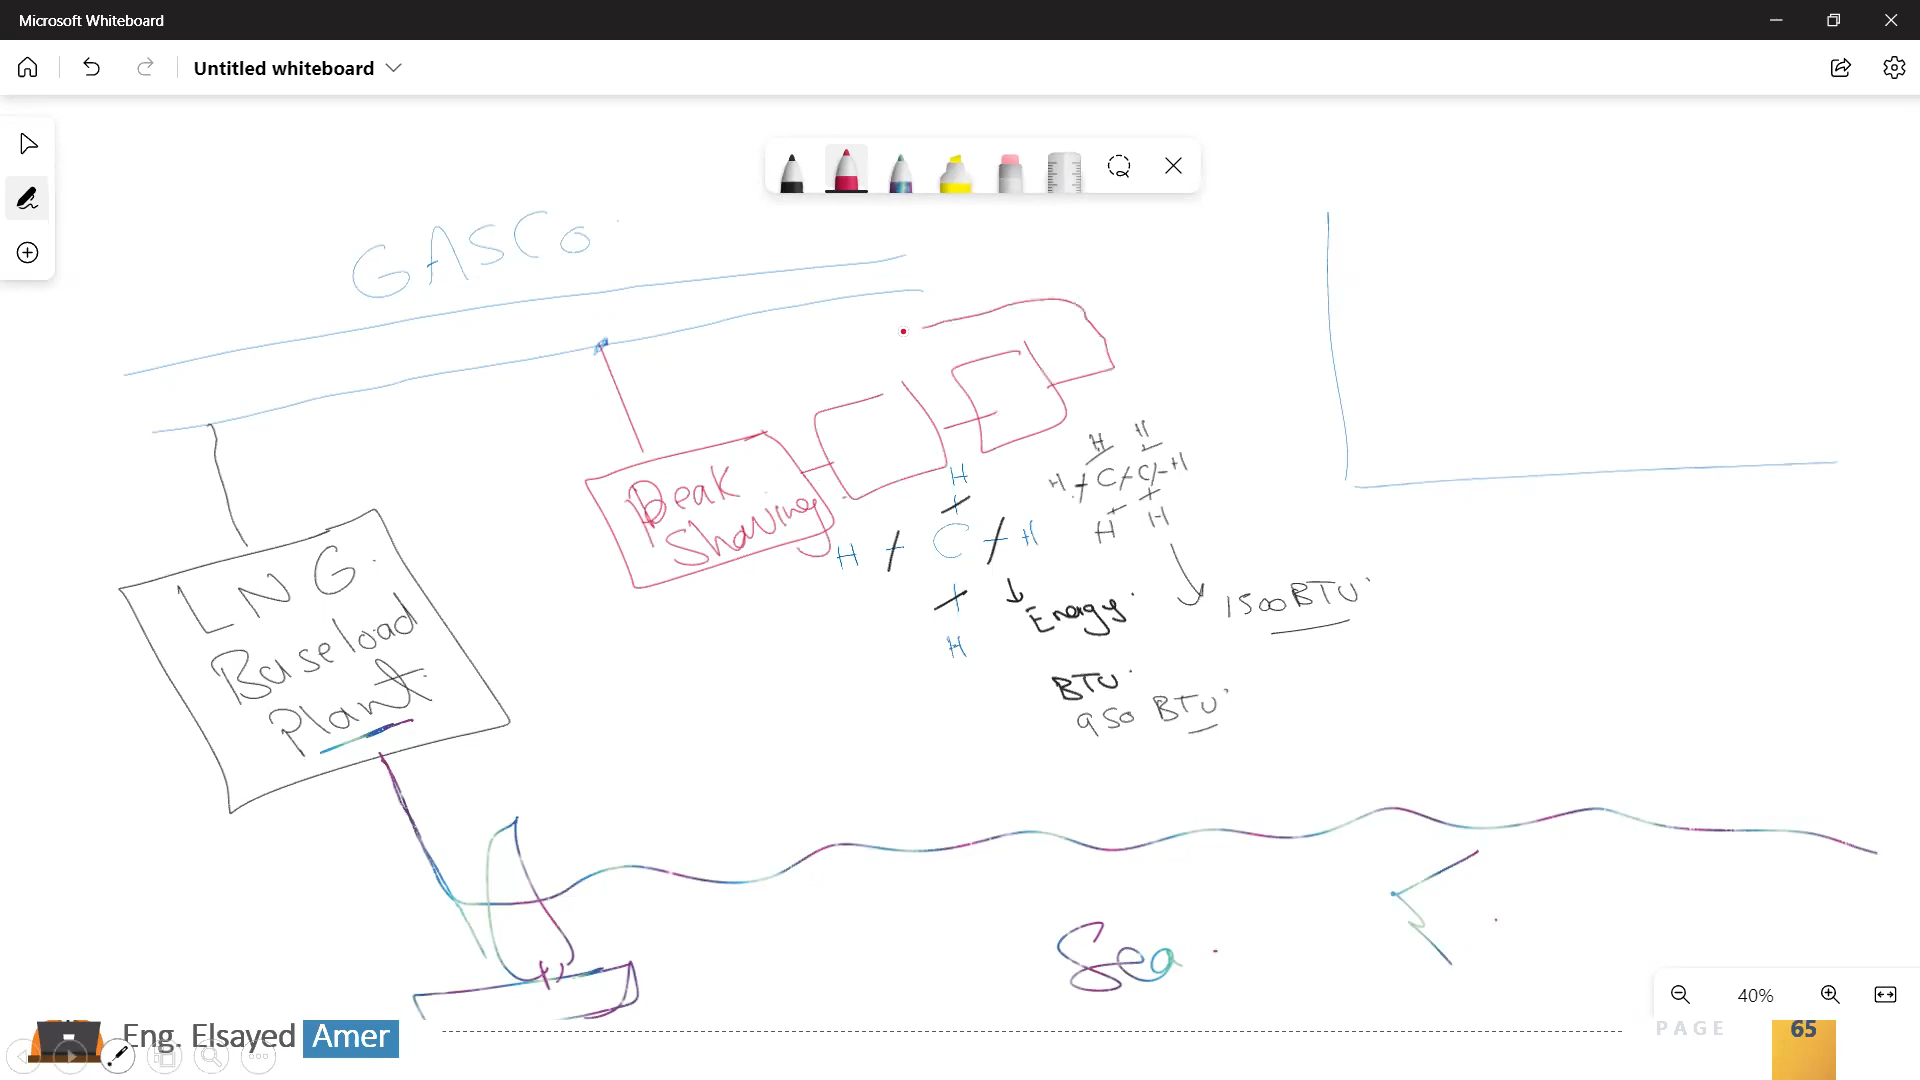 Microsoft Whiteboard
Untitled whiteboard
GASCo
Peak
Shaving
LNG.
Baseload
Plant
H
H C H
H
H H
H C C H
H H
Energy
1500 BTU
BTU
950 BTU
Sea
40%
Eng. Elsayed Amer
PAGE 65